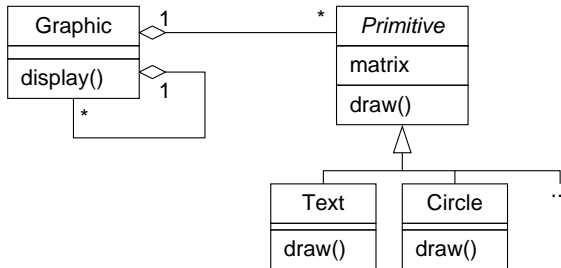 Graphic
1
*
Primitive
matrix
display()
1
*
draw()
Text
Circle
..
draw()
draw()